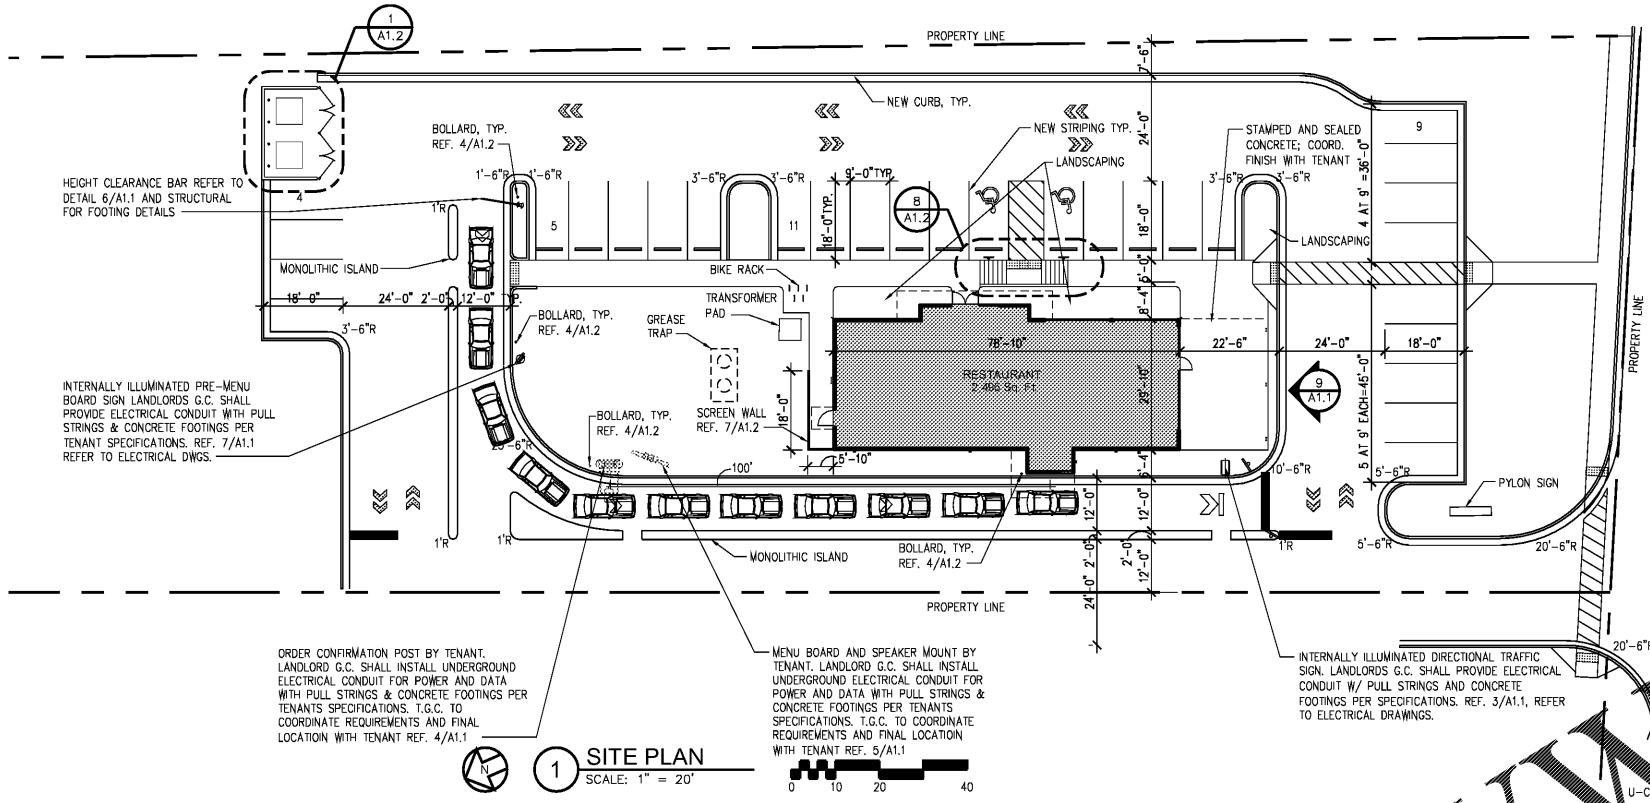 1
A1.2
PROPERTY LINE
7'-6"
NEW CURB, TYP.
9
BOLLARD, TYP.
REF. 4/A1.2
24'-0"
NEW STRIPING TYP.
LANDSCAPING
STAMPED AND SEALED
CONCRETE; COORD.
FINISH WITH TENANT
4 AT 9' =36'-0"
HEIGHT CLEARANCE BAR REFER TO
DETAIL 6/A1.1 AND STRUCTURAL
FOR FOOTING DETAILS
4
1'R
1'-6"R
1'-6"R
3'-6"R
3'-6"R
9'-0"TYP.
3'-6"R
3'-6"R
5
11
18'-0"TYP.
8
A1.2
18'-0"
LANDSCAPING
MONOLITHIC ISLAND
BIKE RACK
5'-0"
18'-0"
24'-0"
2'-0"
12'-0" TYP.
TRANSFORMER
PAD
8'-4"
3'-6"R
BOLLARD, TYP.
REF. 4/A1.2
GREASE
TRAP
78'-10"
22'-6"
24'-0"
18'-0"
PROPERTY LINE
RESTAURANT
2,486 Sq. Ft.
29'-10"
9
A1.1
INTERNALLY ILLUMINATED PRE-MENU
BOARD SIGN LANDLORDS G.C. SHALL
PROVIDE ELECTRICAL CONDUIT WITH PULL
STRINGS & CONCRETE FOOTINGS PER
TENANT SPECIFICATIONS. REF. 7/A1.1
REFER TO ELECTRICAL DWGS.
BOLLARD, TYP.
REF. 4/A1.2
SCREEN WALL
REF. 7/A1.2
18'-0"
5 AT 9' EACH=45'-0"
5'-10"
100'
5'-4"
10'-6"R
5'-6"R
PYLON SIGN
12'-0"
12'-0"
1'R
1'R
MONOLITHIC ISLAND
BOLLARD, TYP.
REF. 4/A1.2
2'-0"
2'-0"
1'R
5'-6"R
20'-6"R
24'-0"
12'-0"
PROPERTY LINE
20'-6"R
ORDER CONFIRMATION POST BY TENANT.
LANDLORD G.C. SHALL INSTALL UNDERGROUND
ELECTRICAL CONDUIT FOR POWER AND DATA
WITH PULL STRINGS & CONCRETE FOOTINGS PER
TENANTS SPECIFICATIONS. T.G.C. TO
COORDINATE REQUIREMENTS AND FINAL
LOCATIOIN WITH TENANT REF. 4/A1.1
MENU BOARD AND SPEAKER MOUNT BY
TENANT. LANDLORD G.C. SHALL INSTALL
UNDERGROUND ELECTRICAL CONDUIT FOR
POWER AND DATA WITH PULL STRINGS &
CONCRETE FOOTINGS PER TENANTS
SPECIFICATIONS. T.G.C. TO COORDINATE
REQUIREMENTS AND FINAL LOCATIOIN
WITH TENANT REF. 5/A1.1
INTERNALLY ILLUMINATED DIRECTIONAL TRAFFIC
SIGN. LANDLORDS G.C. SHALL PROVIDE ELECTRICAL
CONDUIT W/ PULL STRINGS AND CONCRETE
FOOTINGS PER SPECIFICATIONS. REF. 3/A1.1, REFER
TO ELECTRICAL DRAWINGS.
N
1
SITE PLAN
SCALE: 1" = 20'
0 10 20 40
U-C